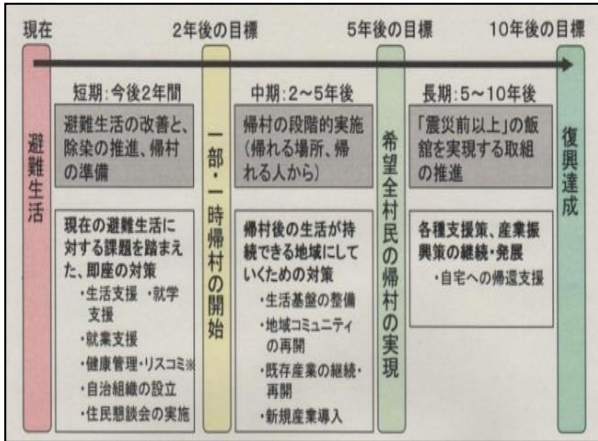 現在
2年後の目標
5年後の目標
10年後の目標
避難生活
短期:今後2年間
避難生活の改善と、
除染の推進、帰村
の準備
現在の避難生活に
対する課題を踏まえ
た、即座の対策
・生活支援 ・就学
支援
・就業支援
・健康管理・リスコミ※
・自治組織の設立
・住民懇談会の実施
一部・一時帰村の開始
中期:2〜5年後
帰村の段階的実施
(帰れる場所、帰
れる人から)
帰村後の生活が持
続できる地域にして
いくための対策
・生活基盤の整備
・地域コミュニティ
の再開
・既存産業の継続・
再開
・新規産業導入
希望全村民の帰村の実現
長期:5〜10年後
「震災前以上」の飯
舘を実現する取組
の推進
各種支援策、産業振
興策の継続・発展
・自宅への帰還支援
復興達成